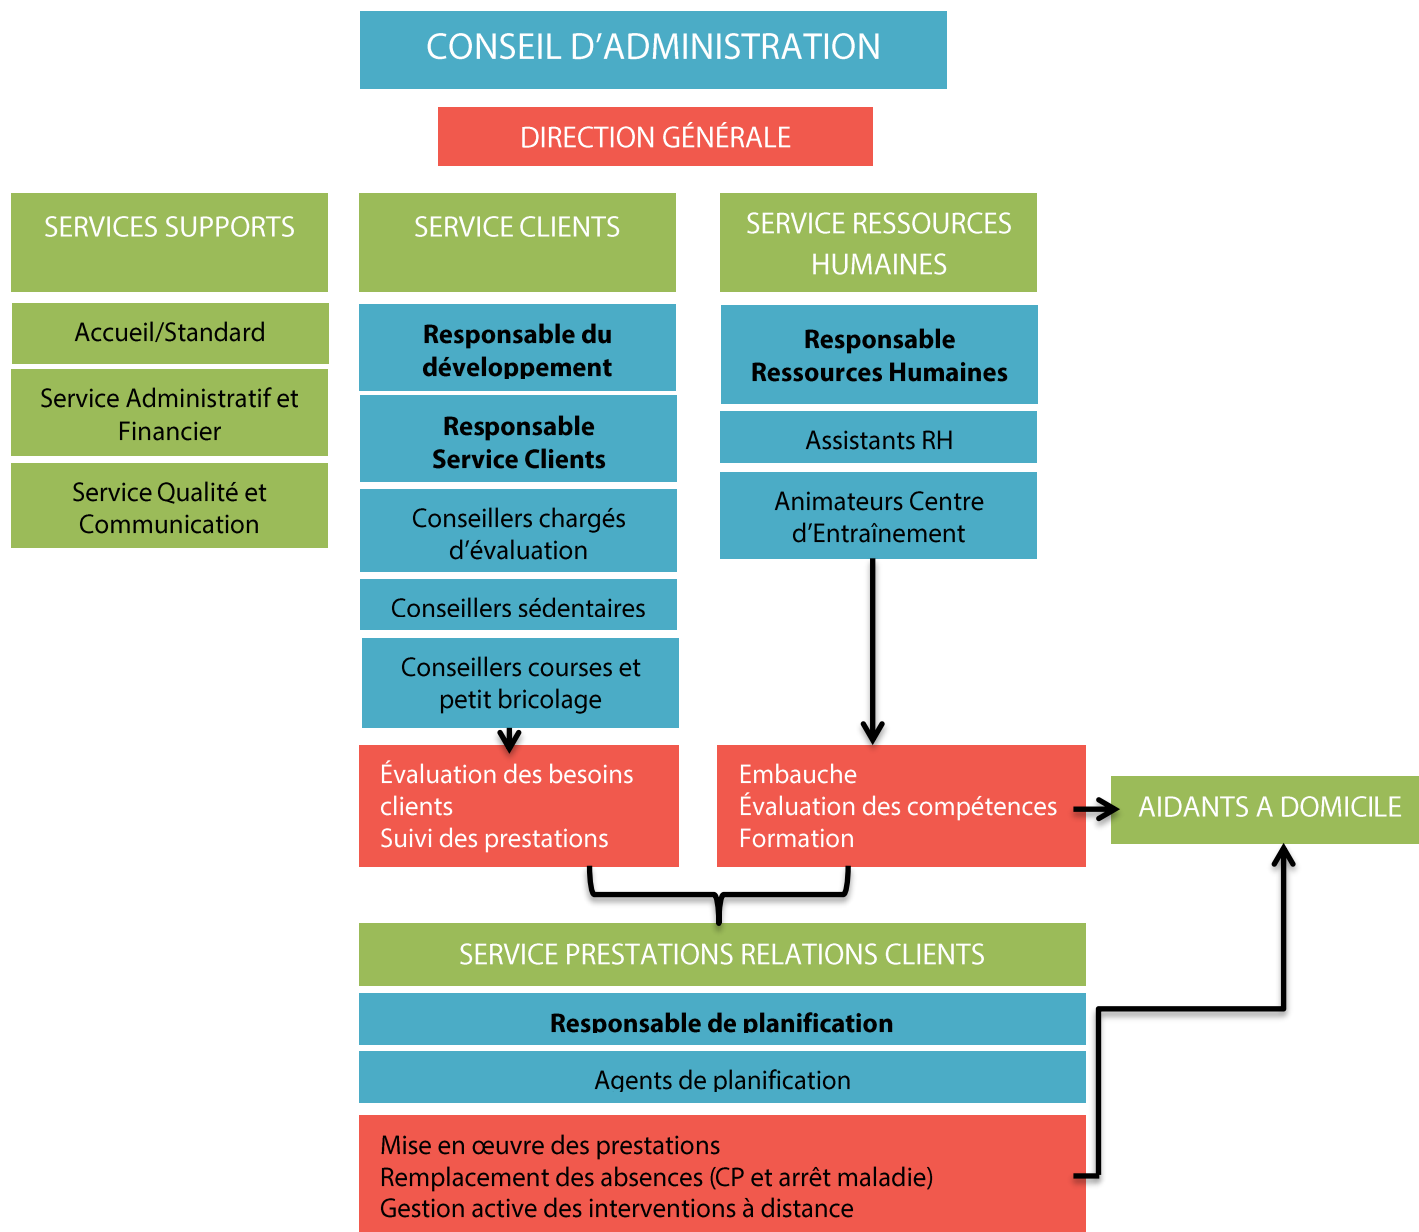 CONSEIL D’ADMINISTRATION
DIRECTION GÉNÉRALE
SERVICES SUPPORTS
Accueil/Standard
Service Administratif et
Financier
Service Qualité et
Communication
SERVICE CLIENTS
Responsable du
développement
Responsable
Service Clients
Conseillers chargés
d’évaluation
Conseillers sédentaires
Conseillers courses et
petit bricolage
Évaluation des besoins
clients
Suivi des prestations
SERVICE RESSOURCES
HUMAINES
Responsable
Ressources Humaines
Assistants RH
Animateurs Centre
d’Entraînement
Embauche
Évaluation des compétences
Formation
AIDANTS A DOMICILE
SERVICE PRESTATIONS RELATIONS CLIENTS
Responsable de planification
Agents de planification
Mise en œuvre des prestations
Remplacement des absences (CP et arrêt maladie)
Gestion active des interventions à distance